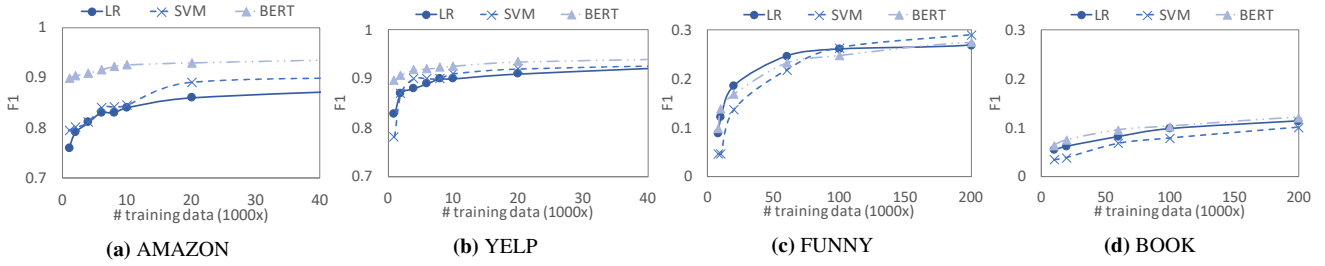 LR SVM BERT
1
0.9
0.8
0.7
F1
0 10 20 30 40
# training data (1000x)
(a) AMAZON
LR SVM BERT
1
0.9
0.8
0.7
F1
0 10 20 30 40
# training data (1000x)
(b) YELP
LR SVM BERT
0.3
0.2
0.1
0
F1
0 50 100 150 200
# training data (1000x)
(c) FUNNY
LR SVM BERT
0.3
0.2
0.1
0
F1
0 50 100 150 200
# training data (1000x)
(d) BOOK